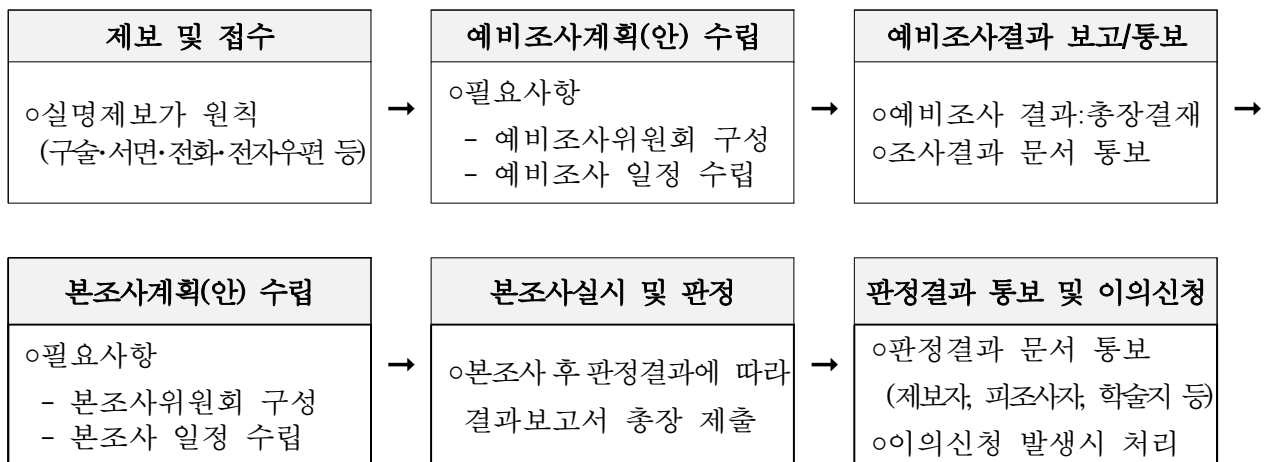 제보 및 접수
○실명제보가 원칙
(구술·서면·전화·전자우편 등)
→
예비조사계획(안) 수립
○필요사항
- 예비조사위원회 구성
- 예비조사 일정 수립
→
예비조사결과 보고/통보
○예비조사 결과:총장결재
○조사결과 문서 통보
→
본조사계획(안) 수립
○필요사항
- 본조사위원회 구성
- 본조사 일정 수립
→
본조사실시 및 판정
○본조사 후 판정결과에 따라
결과보고서 총장 제출
→
판정결과 통보 및 이의신청
○판정결과 문서 통보
(제보자, 피조사자, 학술지 등)
○이의신청 발생시 처리